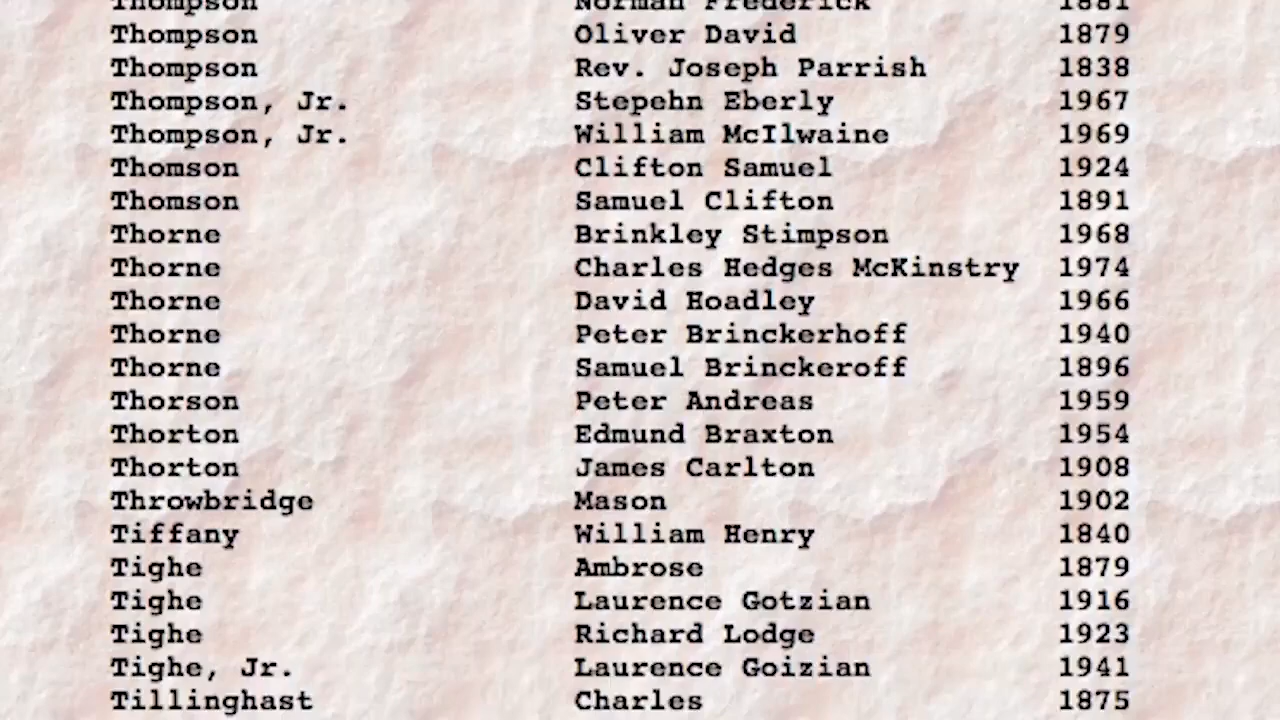 Thompson Norman Frederick 1881
Thompson Oliver David 1879
Thompson Rev. Joseph Parrish 1838
Thompson, Jr. Stepehn Eberly 1967
Thompson, Jr. William McIlwaine 1969
Thomson Clifton Samuel 1924
Thomson Samuel Clifton 1891
Thorne Brinkley Stimpson 1968
Thorne Charles Hedges McKinstry 1974
Thorne David Hoadley 1966
Thorne Peter Brinckerhoff 1940
Thorne Samuel Brinckeroff 1896
Thorson Peter Andreas 1959
Thorton Edmund Braxton 1954
Thorton James Carlton 1908
Throwbridge Mason 1902
Tiffany William Henry 1840
Tighe Ambrose 1879
Tighe Laurence Gotzian 1916
Tighe Richard Lodge 1923
Tighe, Jr. Laurence Goizian 1941
Tillinghast Charles 1875